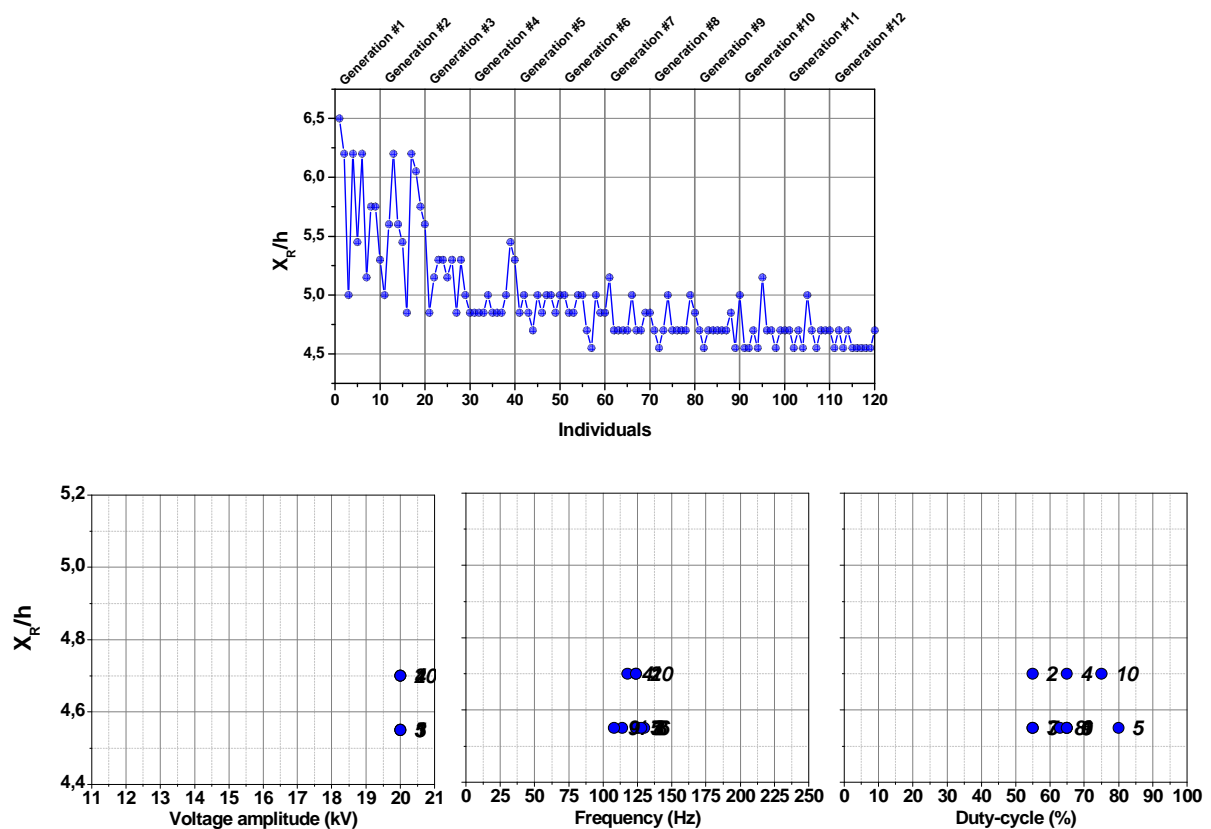 Generation #1 Generation #2 Generation #3 Generation #4 Generation #5 Generation #6 Generation #7 Generation #8 Generation #9 Generation #10 Generation #11 Generation #12
6,5
6,0
5,5
5,0
4,5
X_R/h
0 10 20 30 40 50 60 70 80 90 100 110 120
Individuals
5,2
5,0
4,8
4,6
4,4
X_R/h
11 12 13 14 15 16 17 18 19 20 21
Voltage amplitude (kV)
0 25 50 75 100 125 150 175 200 225 250
Frequency (Hz)
2 4 10
5
0 10 20 30 40 50 60 70 80 90 100
Duty-cycle (%)